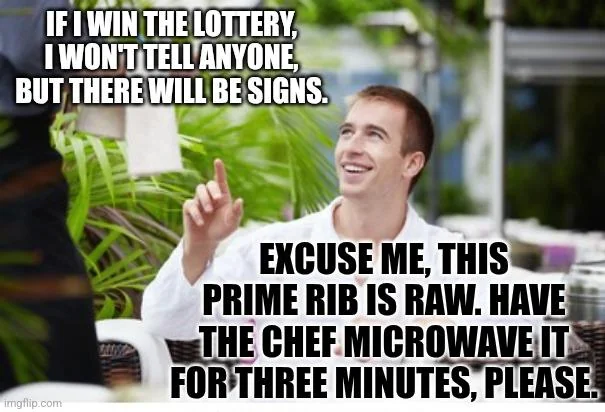 IF I WIN THE LOTTERY,
I WON'T TELL ANYONE,
BUT THERE WILL BE SIGNS.
EXCUSE ME, THIS
PRIME RIB IS RAW. HAVE
THE CHEF MICROWAVE IT
FOR THREE MINUTES, PLEASE.
imgflip.com